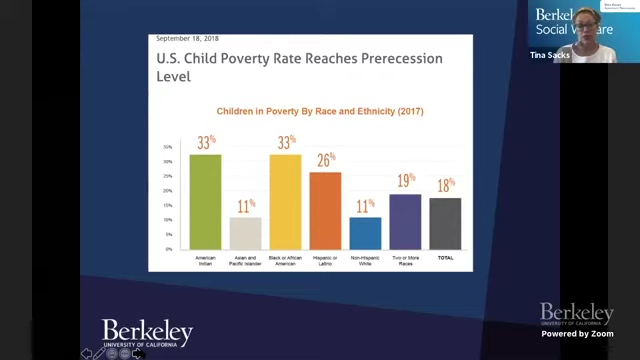 September 18, 2018
U.S. Child Poverty Rate Reaches Prerecession
Level
Children in Poverty By Race and Ethnicity (2017)
35%
30%
25%
20%
15%
10%
5%
0%
33%
11%
33%
26%
11%
19%
18%
American
Indian
Asian and
Pacific Islander
Black or African
American
Hispanic or
Latino
Non-Hispanic
White
Two or More
Races
TOTAL
Berkeley
UNIVERSITY OF CALIFORNIA
Berkeley
Social Welfare
Tina Sacks
Berkeley
UNIVERSITY OF CALIFORNIA
Powered by Zoom